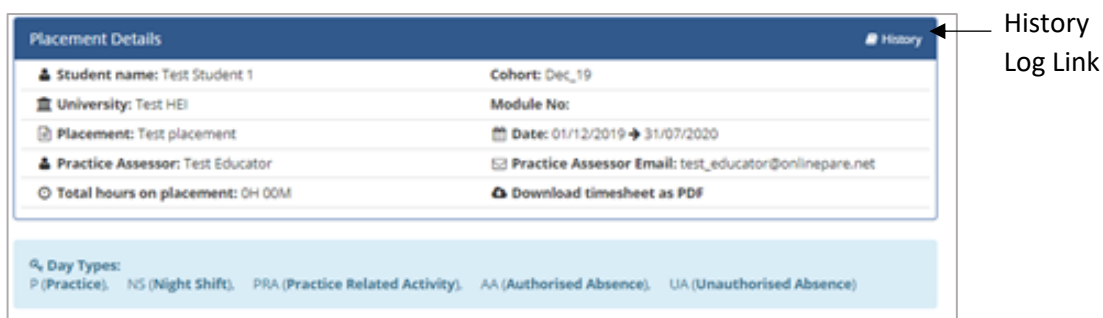 Placement Details History
History
Log Link
Student name: Test Student 1 Cohort: Dec_19
University: Test HEI Module No:
Placement: Test placement Date: 01/12/2019 → 31/07/2020
Practice Assessor: Test Educator Practice Assessor Email: test_educator@onlinepare.net
Total hours on placement: 0H 00M Download timesheet as PDF
Day Types:
P (Practice), NS (Night Shift), PRA (Practice Related Activity), AA (Authorised Absence), UA (Unauthorised Absence)